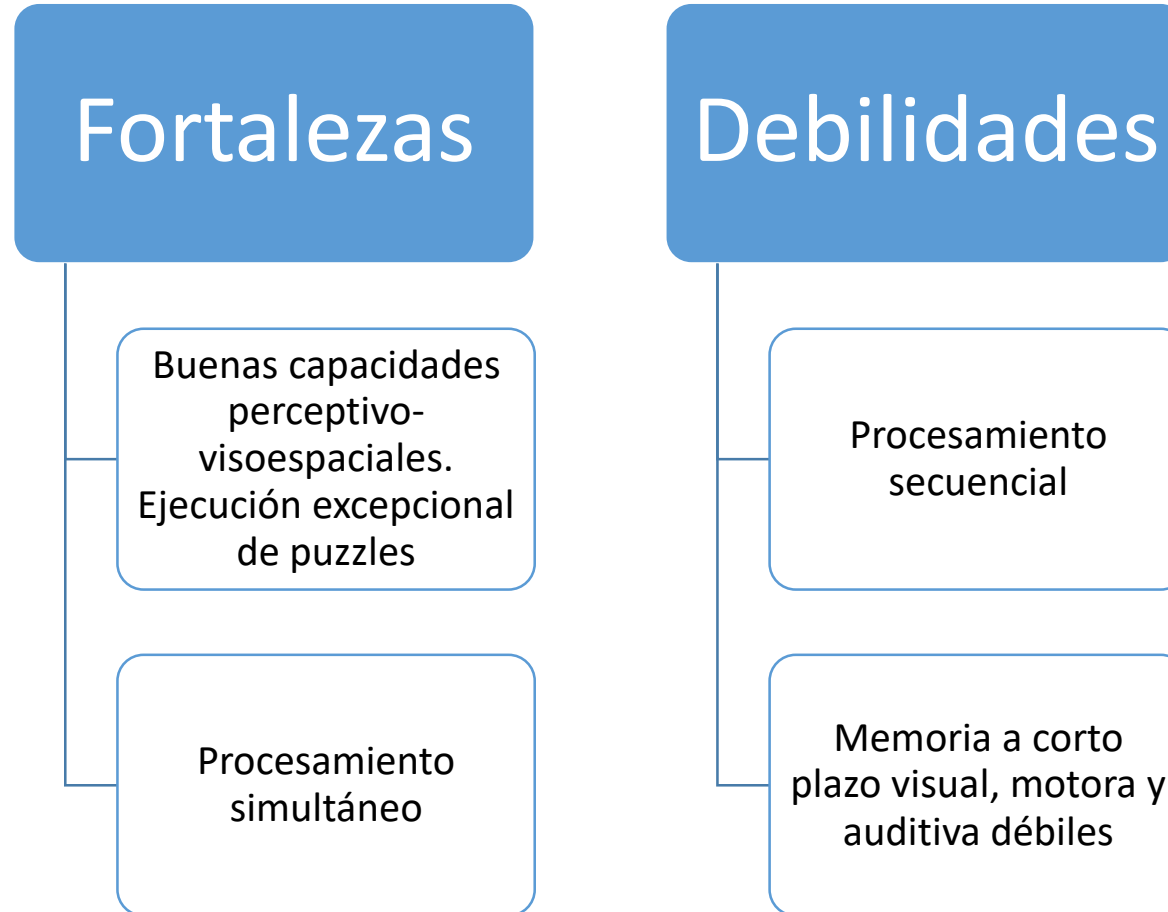 Fortalezas
Buenas capacidades
perceptivo-
visoespaciales.
Ejecución excepcional
de puzzles
Procesamiento
simultáneo
Debilidades
Procesamiento
secuencial
Memoria a corto
plazo visual, motora y
auditiva débiles